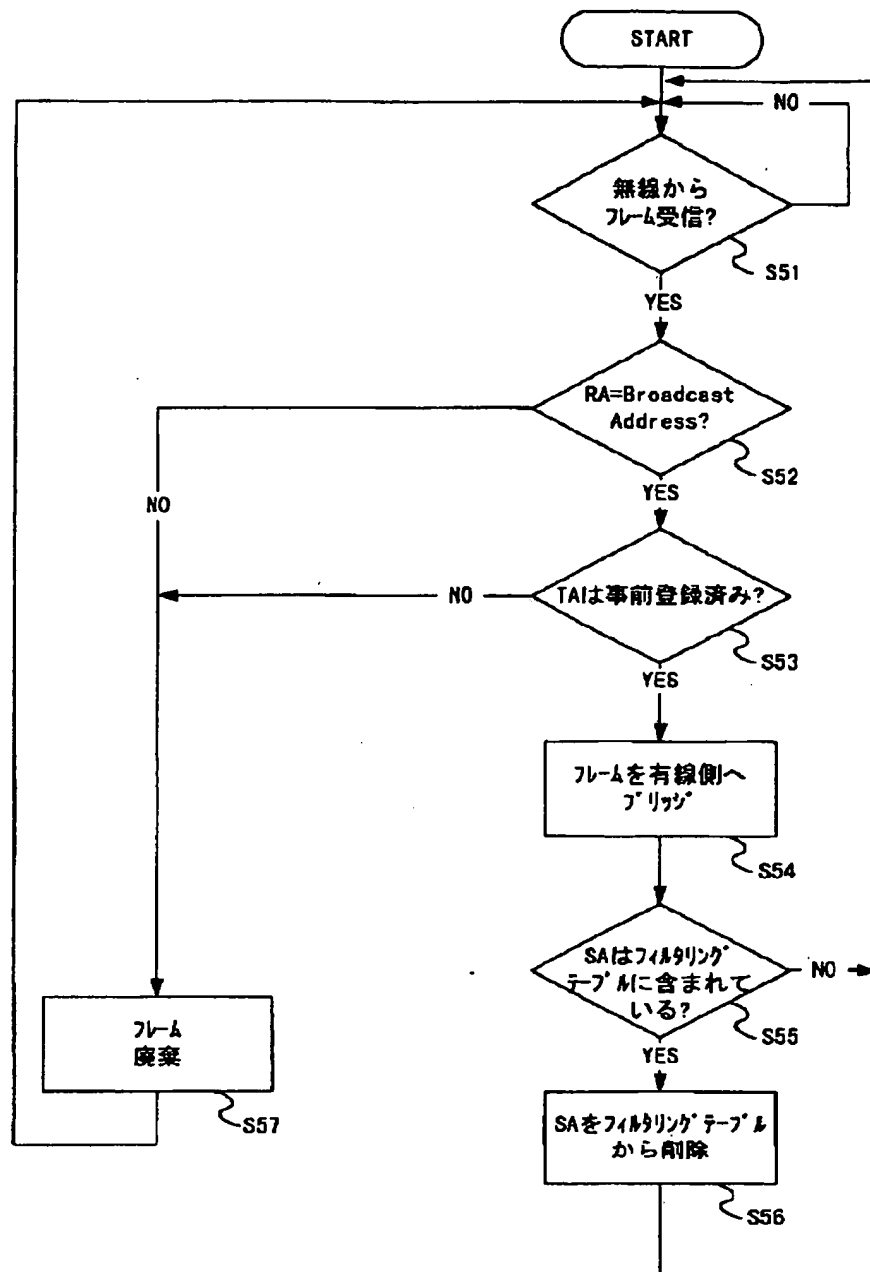 START
NO
無線から
フレーム受信?
S51
YES
RA=Broadcast
Address?
S52
NO
YES
NO
TAは事前登録済み?
S53
YES
フレームを有線側へ
ブリッジ
S54
SAはフィルタリング
テーブルに含まれて
いる?
NO
S55
YES
フレーム
廃棄
S57
SAをフィルタリングテーブル
から削除
S56